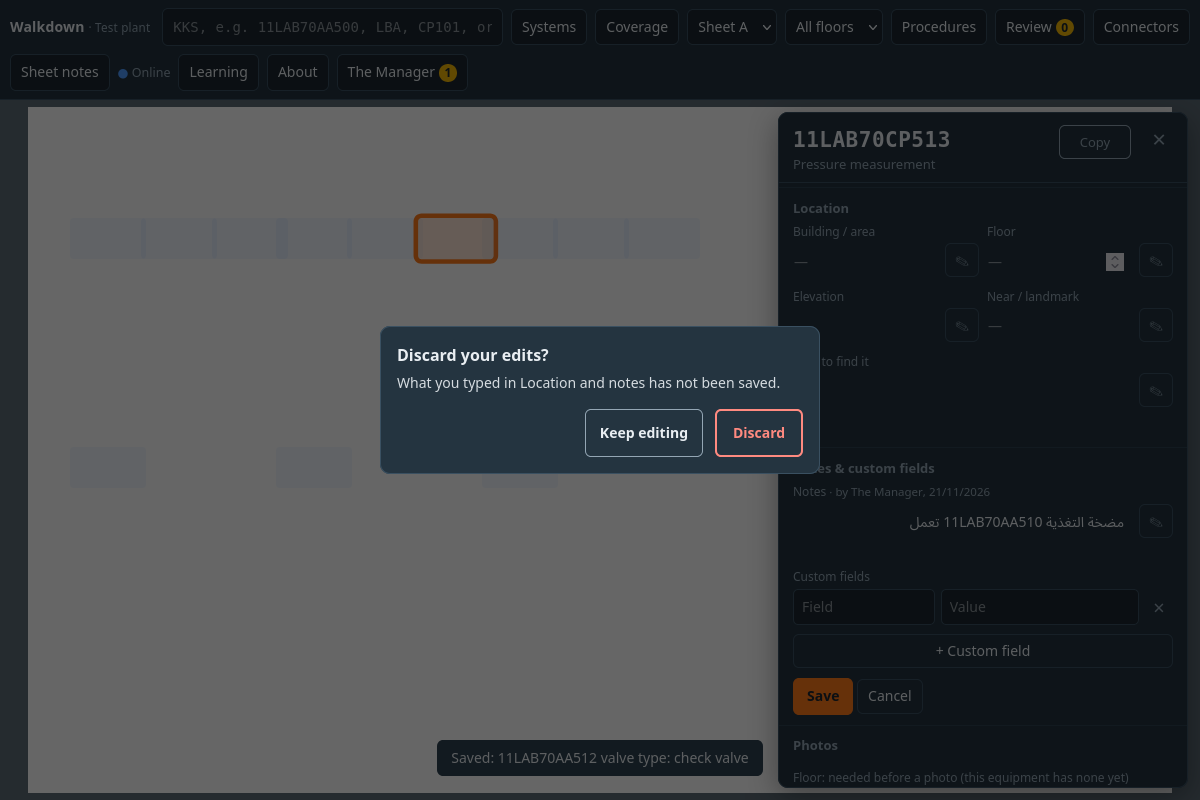 Walkdown · Test plant
KKS, e.g. 11LAB70AA500, LBA, CP101, or
Systems
Coverage
Sheet A
All floors
Procedures
Review 0
Connectors
Sheet notes
Online
Learning
About
The Manager 1
11LAB70CP513
Pressure measurement
Copy
Location
Building / area
Floor
—
—
Elevation
Near / landmark
—
to find it
Discard your edits?
What you typed in Location and notes has not been saved.
Keep editing
Discard
& custom fields
Notes · by The Manager, 21/11/2026
مضخة التغذية 11LAB70AA510 تعمل
Custom fields
Field
Value
+ Custom field
Save
Cancel
Photos
Floor: needed before a photo (this equipment has none yet)
Saved: 11LAB70AA512 valve type: check valve